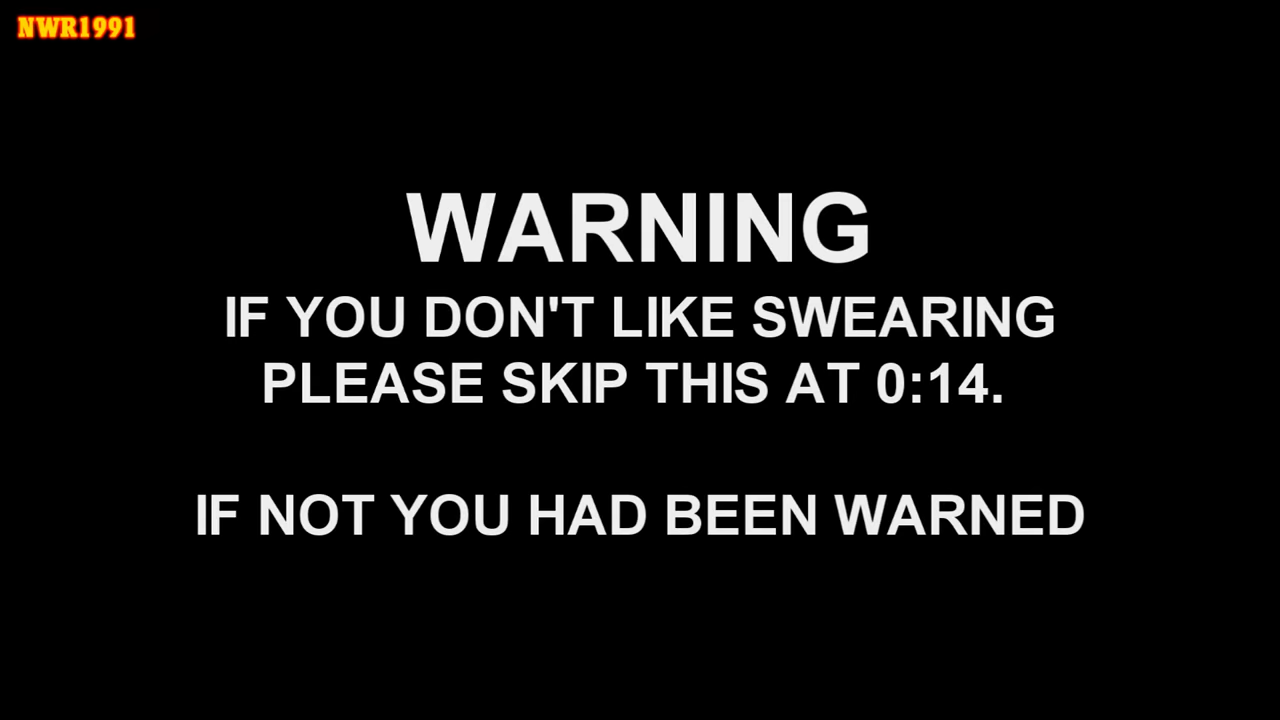 NWR1991
WARNING
IF YOU DON'T LIKE SWEARING
PLEASE SKIP THIS AT 0:14.
IF NOT YOU HAD BEEN WARNED